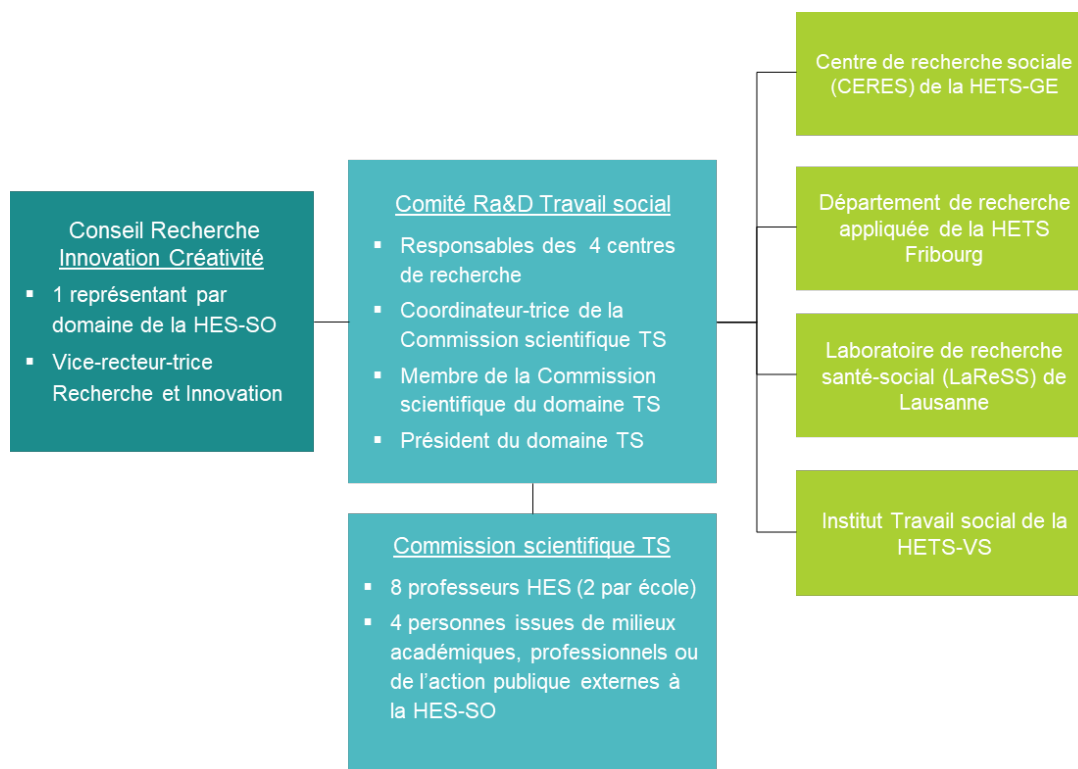 Conseil Recherche
Innovation Créativité
▪ 1 représentant par
domaine de la HES-SO
▪ Vice-recteur-trice
Recherche et Innovation
Comité Ra&D Travail social
▪ Responsables des 4 centres
de recherche
▪ Coordinateur-trice de la
Commission scientifique TS
▪ Membre de la Commission
scientifique du domaine TS
▪ Président du domaine TS
Commission scientifique TS
▪ 8 professeurs HES (2 par école)
▪ 4 personnes issues de milieux
académiques, professionnels ou
de l’action publique externes à
la HES-SO
Centre de recherche sociale
(CERES) de la HETS-GE
Département de recherche
appliquée de la HETS
Fribourg
Laboratoire de recherche
santé-social (LaReSS) de
Lausanne
Institut Travail social de la
HETS-VS